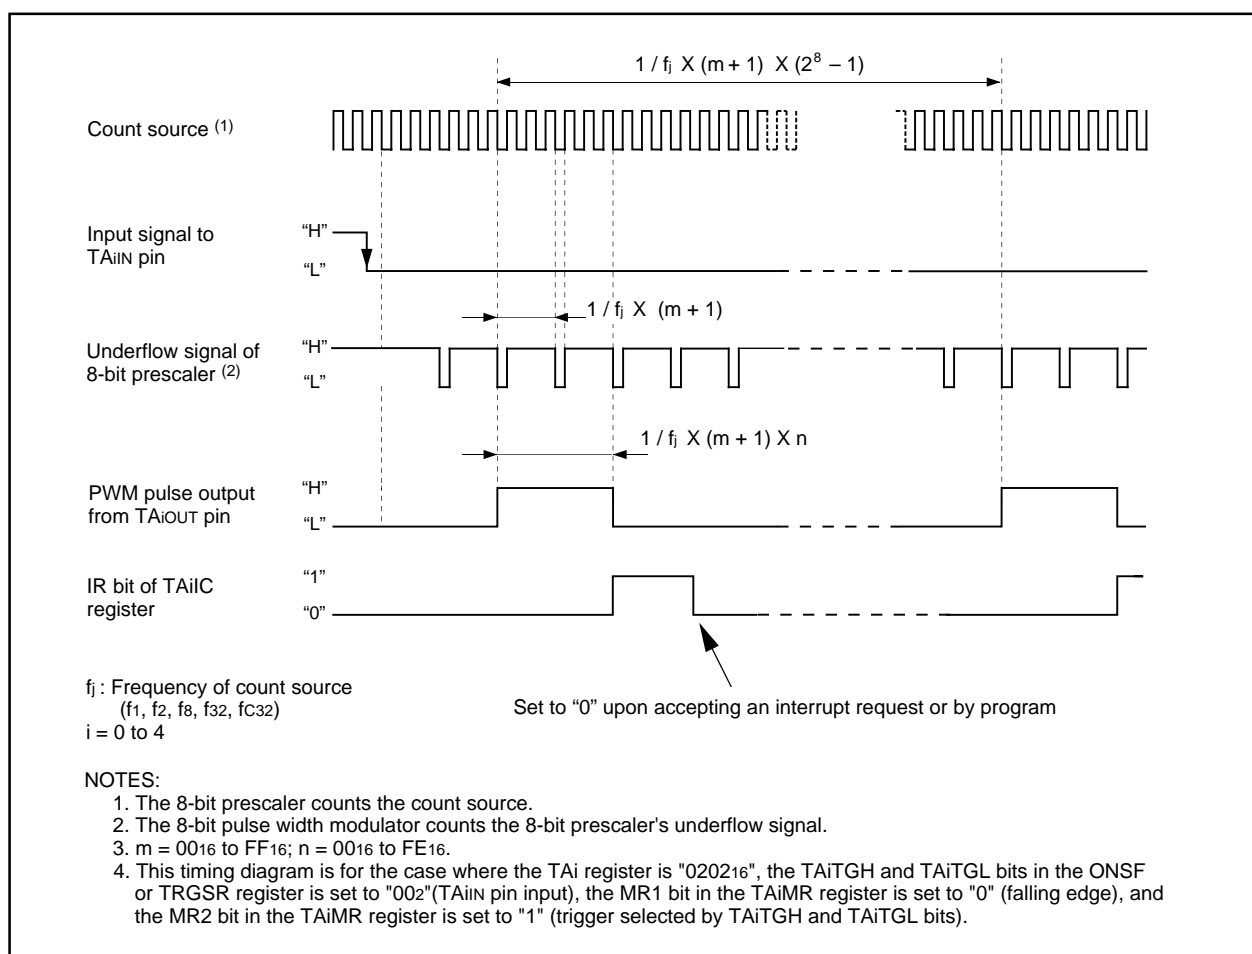 1 / fj X (m + 1) X (2⁸ – 1)
Count source (1)
Input signal to
TAiIN pin
“H”
“L”
1 / fj X (m + 1)
Underflow signal of
8-bit prescaler (2)
“H”
“L”
1 / fj X (m + 1) X n
PWM pulse output
from TAiOUT pin
“H”
“L”
IR bit of TAiIC
register
“1”
“0”
fj : Frequency of count source
(f1, f2, f8, f32, fC32)
i = 0 to 4
Set to “0” upon accepting an interrupt request or by program
NOTES:
1. The 8-bit prescaler counts the count source.
2. The 8-bit pulse width modulator counts the 8-bit prescaler's underflow signal.
3. m = 0016 to FF16; n = 0016 to FE16.
4. This timing diagram is for the case where the TAi register is "020216", the TAiTGH and TAiTGL bits in the ONSF
or TRGSR register is set to "002"(TAiIN pin input), the MR1 bit in the TAiMR register is set to "0" (falling edge), and
the MR2 bit in the TAiMR register is set to "1" (trigger selected by TAiTGH and TAiTGL bits).